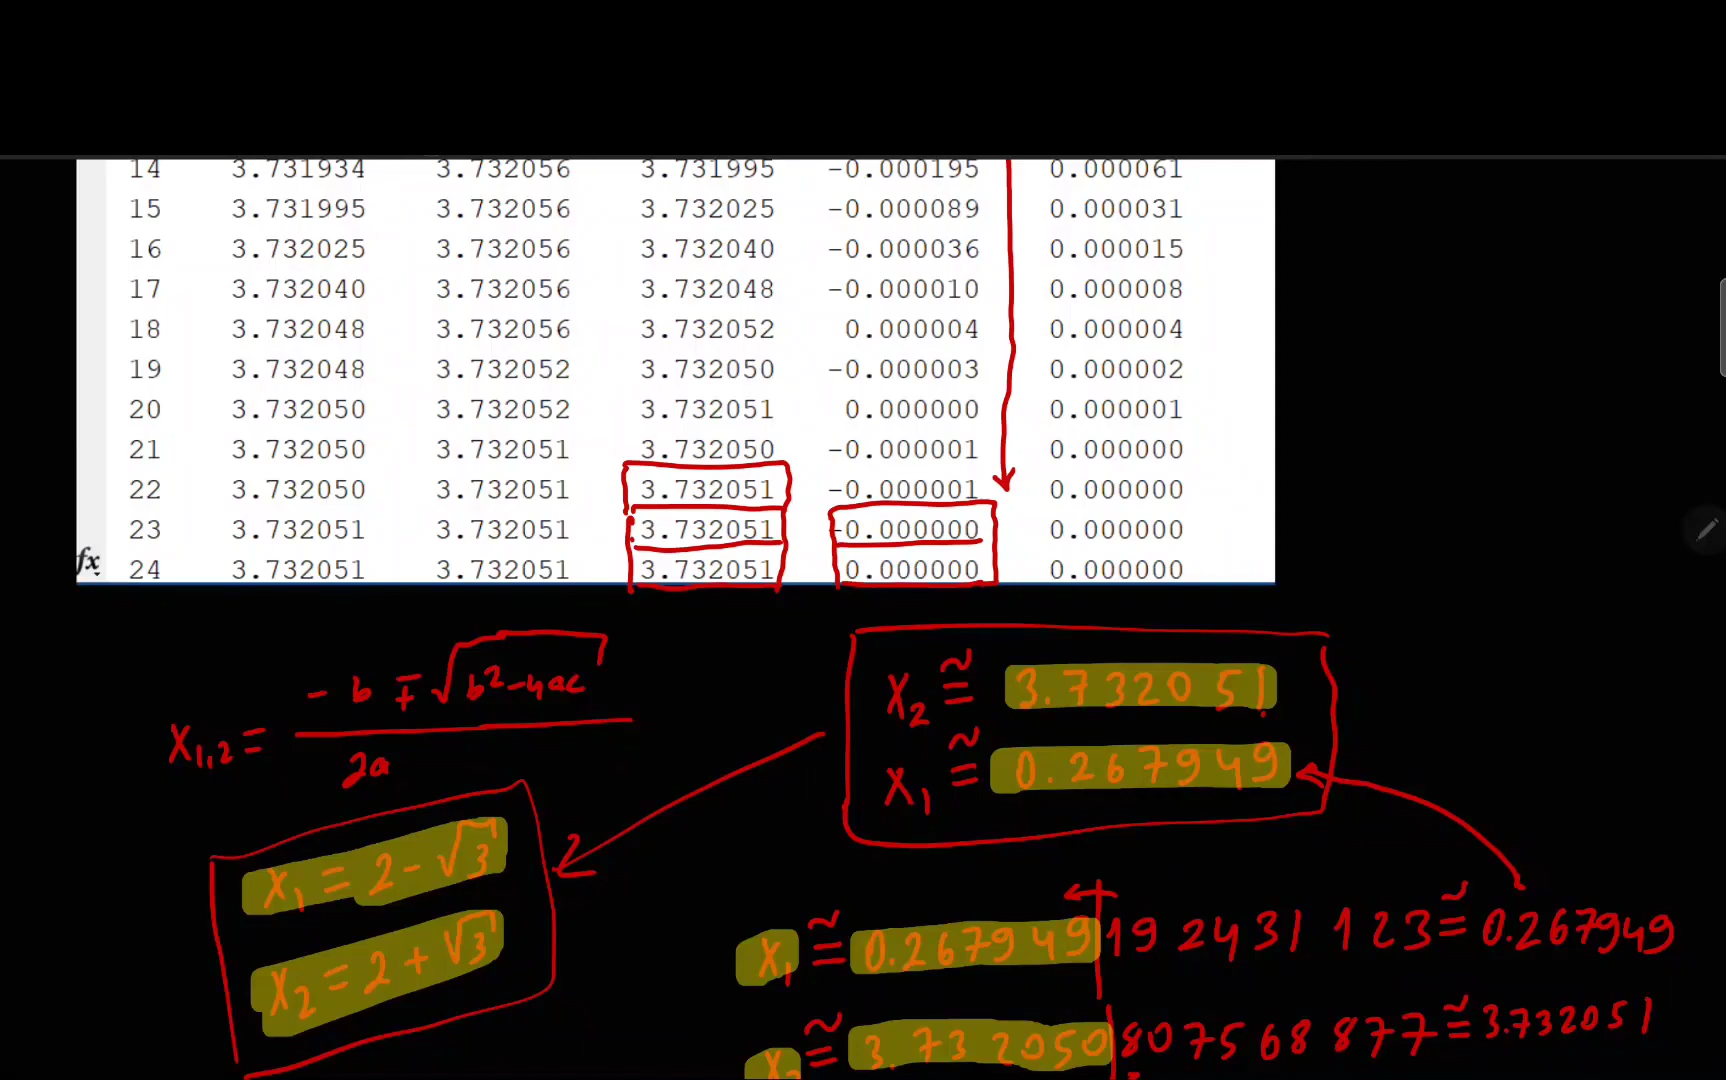 14 3.731934 3.732056 3.731995 -0.000195 0.000061
15 3.731995 3.732056 3.732025 -0.000089 0.000031
16 3.732025 3.732056 3.732040 -0.000036 0.000015
17 3.732040 3.732056 3.732048 -0.000010 0.000008
18 3.732048 3.732056 3.732052 0.000004 0.000004
19 3.732048 3.732052 3.732050 -0.000003 0.000002
20 3.732050 3.732052 3.732051 0.000000 0.000001
21 3.732050 3.732051 3.732050 -0.000001 0.000000
22 3.732050 3.732051 3.732051 -0.000001 0.000000
23 3.732051 3.732051 3.732051 -0.000000 0.000000
fx 24 3.732051 3.732051 3.732051 0.000000 0.000000
X₁,₂ = (-b ∓ √(b²-4ac)) / 2a
X₂ ≅ 3.732051
X₁ ≅ 0.267949
X₁ = 2-√3
X₂ = 2+√3
X₁ ≅ 0.267949|19 2431 123 ≅ 0.267949
X₂ ≅ 3.732050|8075 68 877 ≅ 3.732051